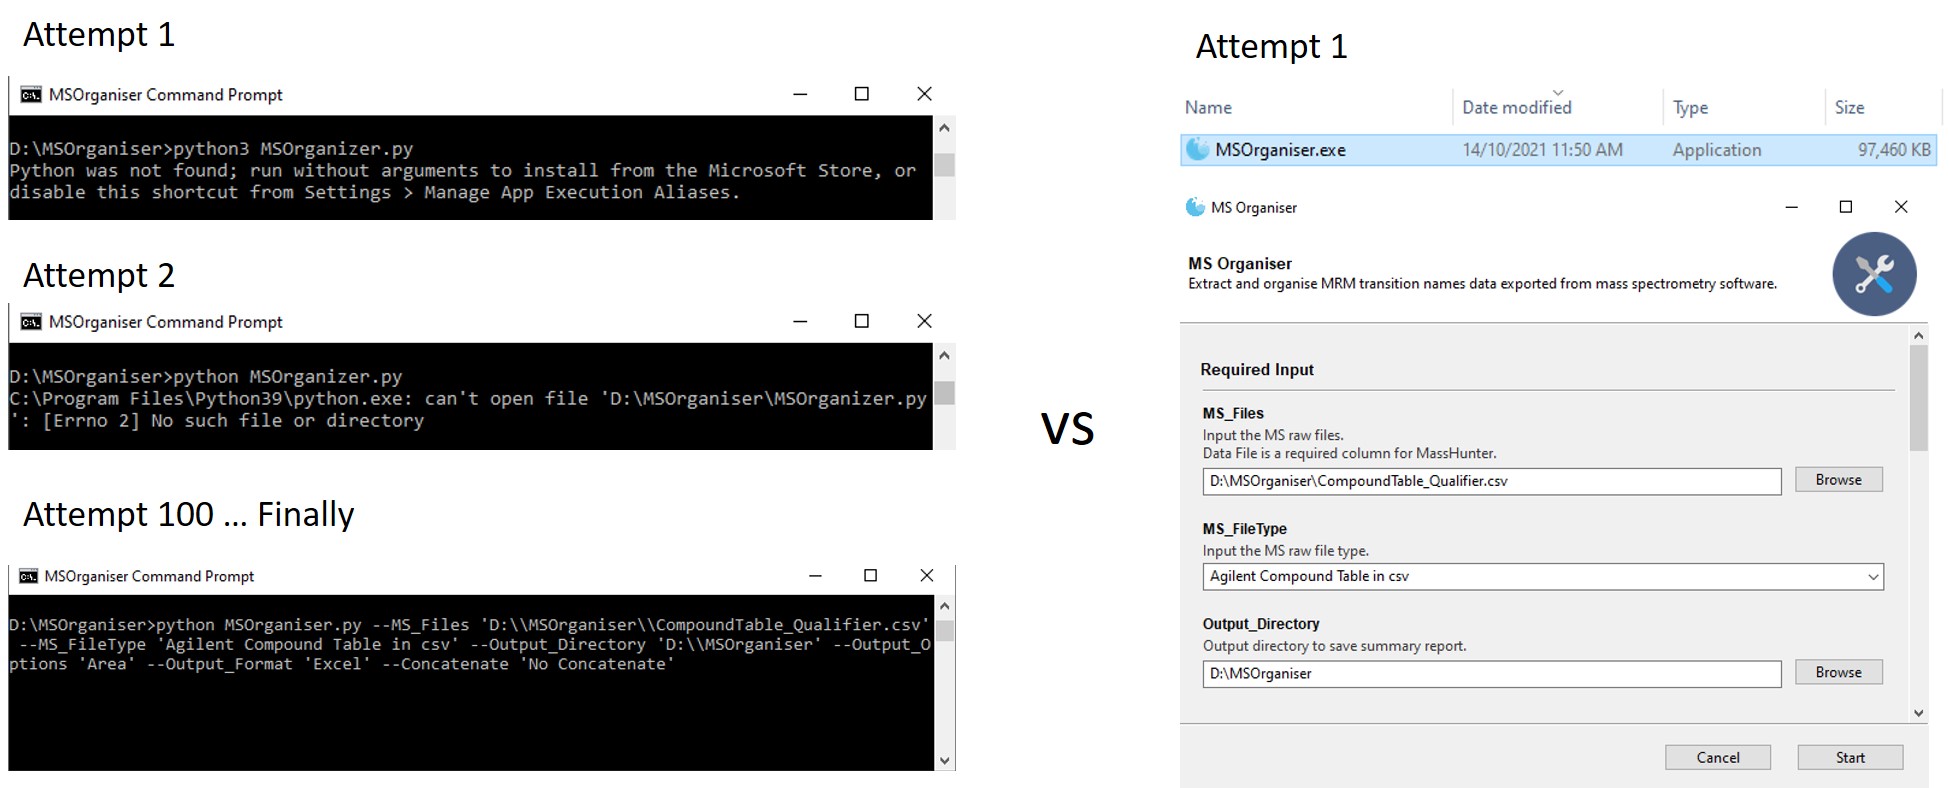 Attempt 1
MSOrganiser Command Prompt
D:\MSOrganiser>python3 MSOrganizer.py
Python was not found; run without arguments to install from the Microsoft Store, or
disable this shortcut from Settings > Manage App Execution Aliases.
Attempt 2
MSOrganiser Command Prompt
D:\MSOrganiser>python MSOrganizer.py
C:\Program Files\Python39\python.exe: can't open file 'D:\MSOrganiser\MSOrganizer.py
': [Errno 2] No such file or directory
Attempt 100 ... Finally
MSOrganiser Command Prompt
D:\MSOrganiser>python MSOrganiser.py --MS_Files 'D:\\MSOrganiser\\CompoundTable_Qualifier.csv'
--MS_FileType 'Agilent Compound Table in csv' --Output_Directory 'D:\\MSOrganiser' --Output_O
ptions 'Area' --Output_Format 'Excel' --Concatenate 'No Concatenate'
vs
Attempt 1
Name Date modified Type Size
MSOrganiser.exe 14/10/2021 11:50 AM Application 97,460 KB
MS Organiser
MS Organiser
Extract and organise MRM transition names data exported from mass spectrometry software.
Required Input
MS_Files
Input the MS raw files.
Data File is a required column for MassHunter.
D:\MSOrganiser\CompoundTable_Qualifier.csv Browse
MS_FileType
Input the MS raw file type.
Agilent Compound Table in csv
Output_Directory
Output directory to save summary report.
D:\MSOrganiser Browse
Cancel Start